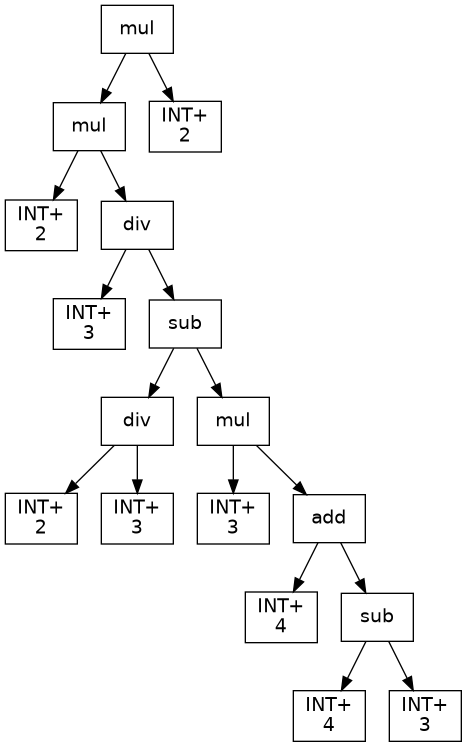 mul
mul
INT+
2
INT+
2
div
INT+
3
sub
div
mul
INT+
2
INT+
3
INT+
3
add
INT+
4
sub
INT+
4
INT+
3